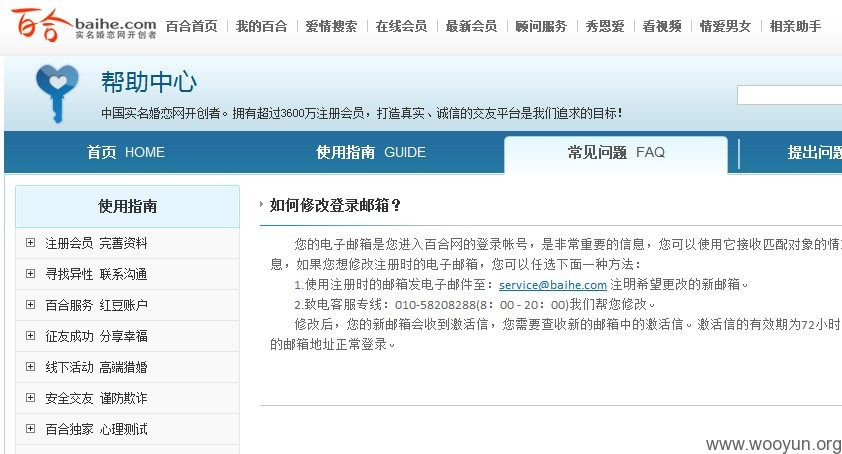 百合 baihe.com
实名婚恋网开创者
百合首页 我的百合 爱情搜索 在线会员 最新会员 顾问服务 秀恩爱 看视频 情爱男女 相亲助手
帮助中心
中国实名婚恋网开创者。拥有超过3600万注册会员，打造真实、诚信的交友平台是我们追求的目标！
首页 HOME 使用指南 GUIDE 常见问题 FAQ 提出问题
使用指南
注册会员 完善资料
寻找异性 联系沟通
百合服务 红豆账户
征友成功 分享幸福
线下活动 高端猎婚
安全交友 谨防欺诈
百合独家 心理测试
如何修改登录邮箱？
您的电子邮箱是您进入百合网的登录帐号，是非常重要的信息，您可以使用它接收匹配对象的情
息，如果您想修改注册时的电子邮箱，您可以任选下面一种方法：
1.使用注册时的邮箱发电子邮件至：service@baihe.com 注明希望更改的新邮箱。
2.致电客服专线：010-58208288(8：00 - 20：00)我们帮您修改。
修改后，您的新邮箱会收到激活信，您需要查收新的邮箱中的激活信。激活信的有效期为72小时
的邮箱地址正常登录。
www.wooyun.org